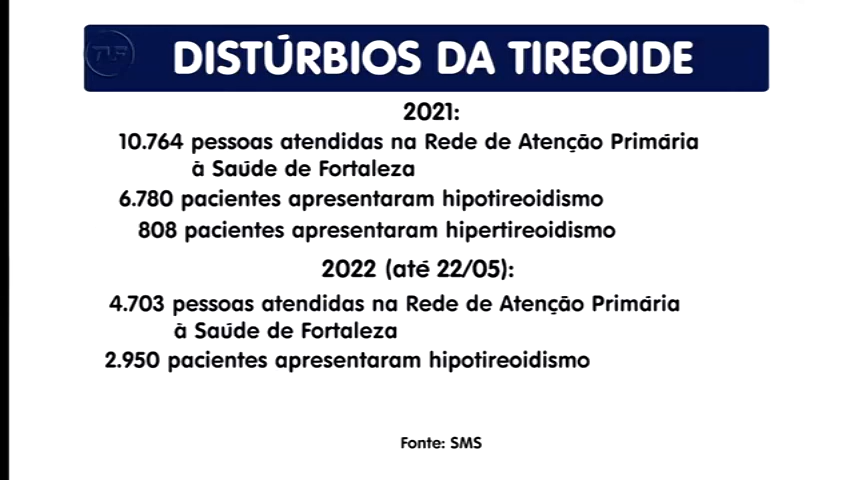 DISTÚRBIOS DA TIREOIDE
2021:
10.764 pessoas atendidas na Rede de Atenção Primária
à Saúde de Fortaleza
6.780 pacientes apresentaram hipotireoidismo
808 pacientes apresentaram hipertireoidismo
2022 (até 22/05):
4.703 pessoas atendidas na Rede de Atenção Primária
à Saúde de Fortaleza
2.950 pacientes apresentaram hipotireoidismo
Fonte: SMS